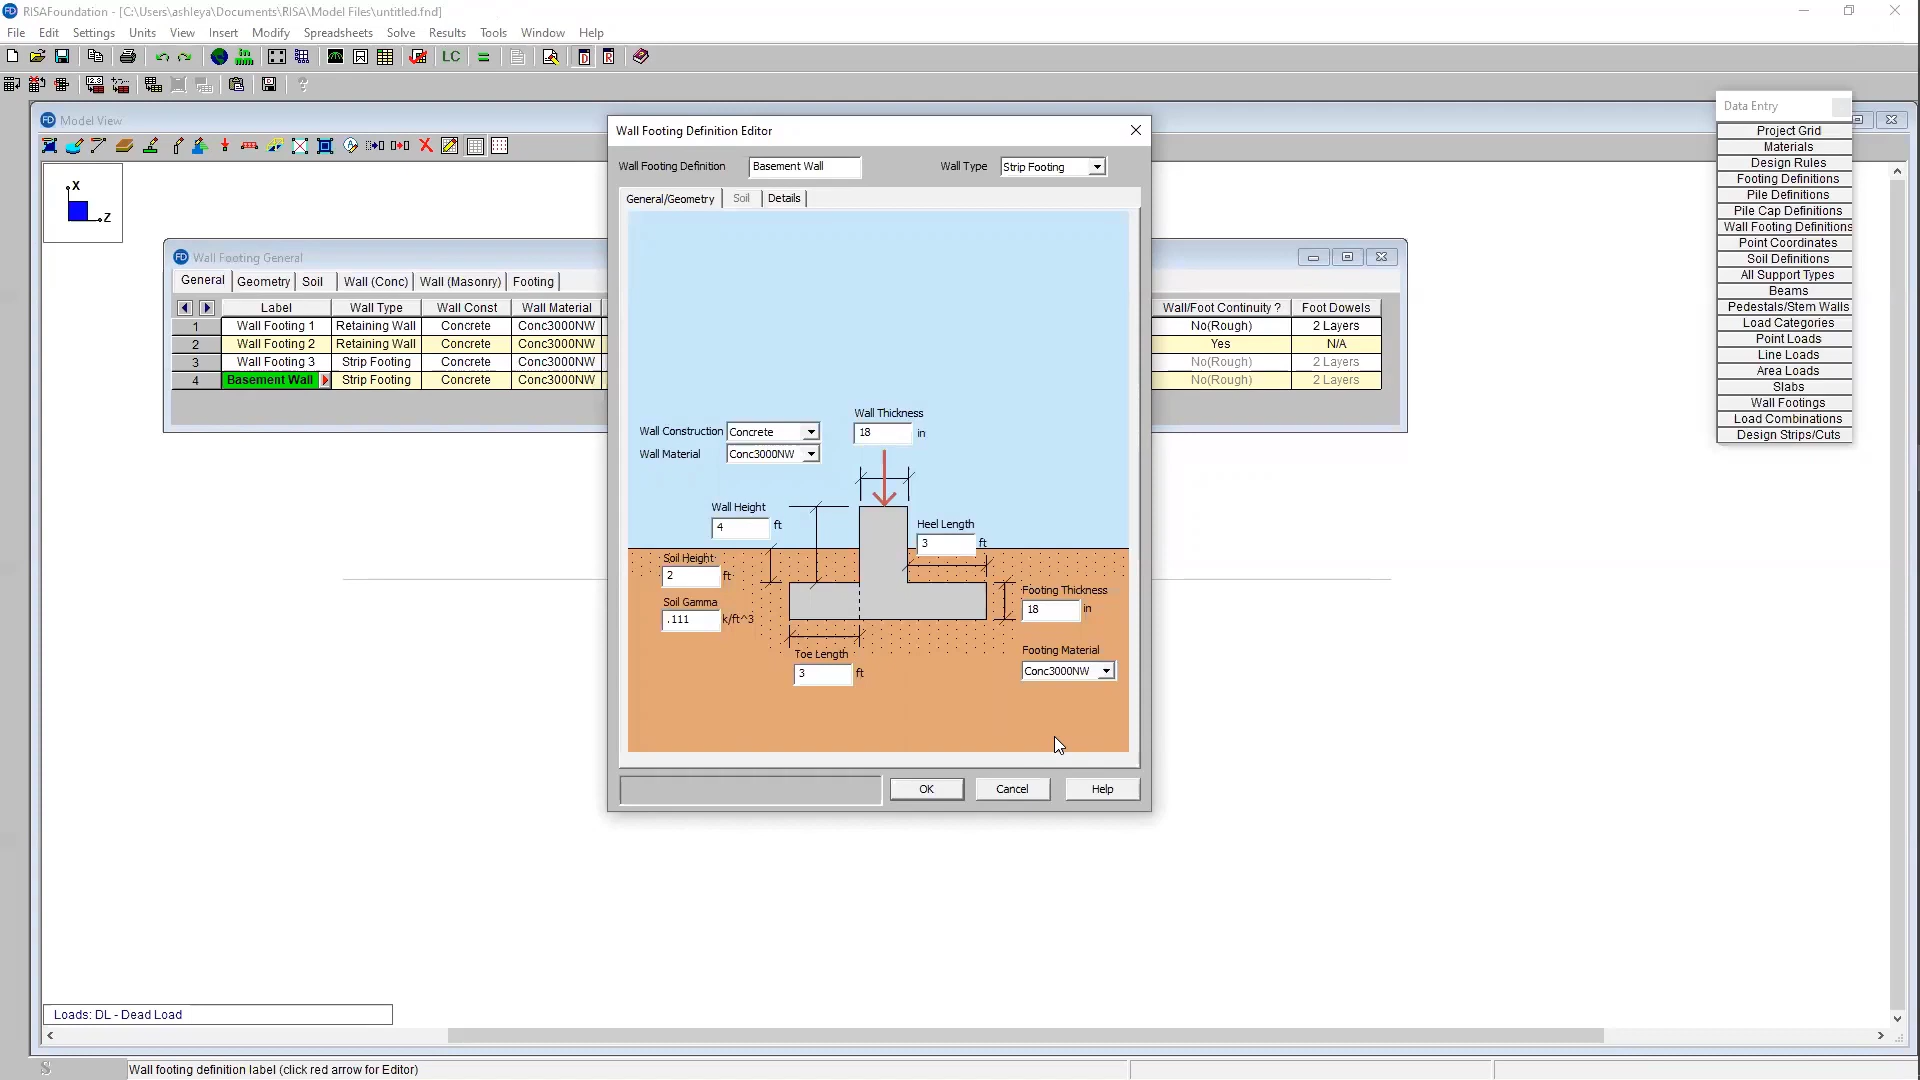 RISAFoundation - [C:\Users\ashleya\Documents\RISA\Model Files\untitled.fnd]
File Edit Settings Units View Insert Modify Spreadsheets Solve Results Tools Window Help
LC = D R
FD Model View
X
Z
FD Wall Footing General
General Geometry Soil Wall (Conc) Wall (Masonry) Footing
Label Wall Type Wall Const Wall Material Wall/Foot Continuity ? Foot Dowels
1 Wall Footing 1 Retaining Wall Concrete Conc3000NW No(Rough) 2 Layers
2 Wall Footing 2 Retaining Wall Concrete Conc3000NW Yes N/A
3 Wall Footing 3 Strip Footing Concrete Conc3000NW No(Rough) 2 Layers
4 Basement Wall Strip Footing Concrete Conc3000NW No(Rough) 2 Layers
Wall Footing Definition Editor
Wall Footing Definition Basement Wall Wall Type Strip Footing
General/Geometry Soil Details
Wall Thickness
Wall Construction Concrete 18 in
Wall Material Conc3000NW
Wall Height
4 ft
Heel Length
3 ft
Soil Height
2 ft
Soil Gamma
.111 k/ft^3
Footing Thickness
18 in
Toe Length
3 ft
Footing Material
Conc3000NW
OK Cancel Help
Data Entry
Project Grid
Materials
Design Rules
Footing Definitions
Pile Definitions
Pile Cap Definitions
Wall Footing Definitions
Point Coordinates
Soil Definitions
All Support Types
Beams
Pedestals/Stem Walls
Load Categories
Point Loads
Line Loads
Area Loads
Slabs
Wall Footings
Load Combinations
Design Strips/Cuts
Loads: DL - Dead Load
S Wall footing definition label (click red arrow for Editor)